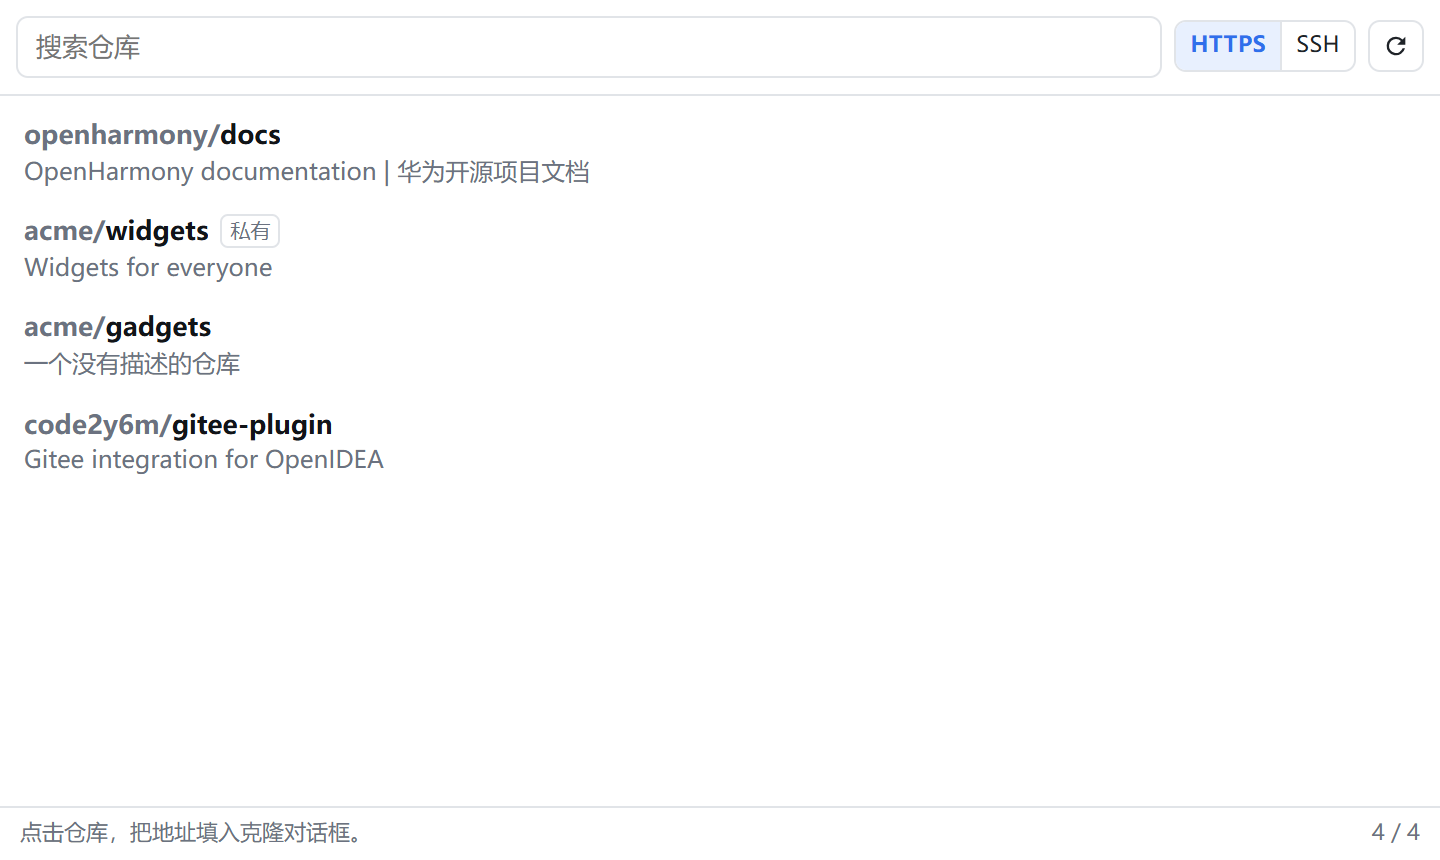 搜索仓库 HTTPS SSH
openharmony/docs
OpenHarmony documentation | 华为开源项目文档
acme/widgets 私有
Widgets for everyone
acme/gadgets
一个没有描述的仓库
code2y6m/gitee-plugin
Gitee integration for OpenIDEA
点击仓库，把地址填入克隆对话框。 4 / 4